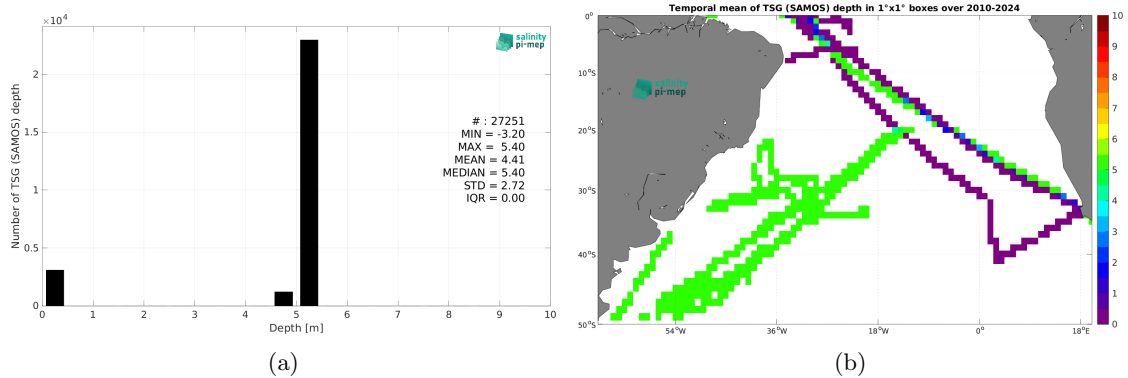 ×10⁴
2
1.5
1
0.5
0
0 1 2 3 4 5 6 7 8 9 10
Number of TSG (SAMOS) depth
Depth [m]
salinity
pi-mep
# : 27251
MIN = -3.20
MAX = 5.40
MEAN = 4.41
MEDIAN = 5.40
STD = 2.72
IQR = 0.00
(a)
Temporal mean of TSG (SAMOS) depth in 1°x1° boxes over 2010-2024
salinity
pi-mep
0°
10°S
20°S
30°S
40°S
50°S
54°W 36°W 18°W 0° 18°E
10
9
8
7
6
5
4
3
2
1
0
(b)